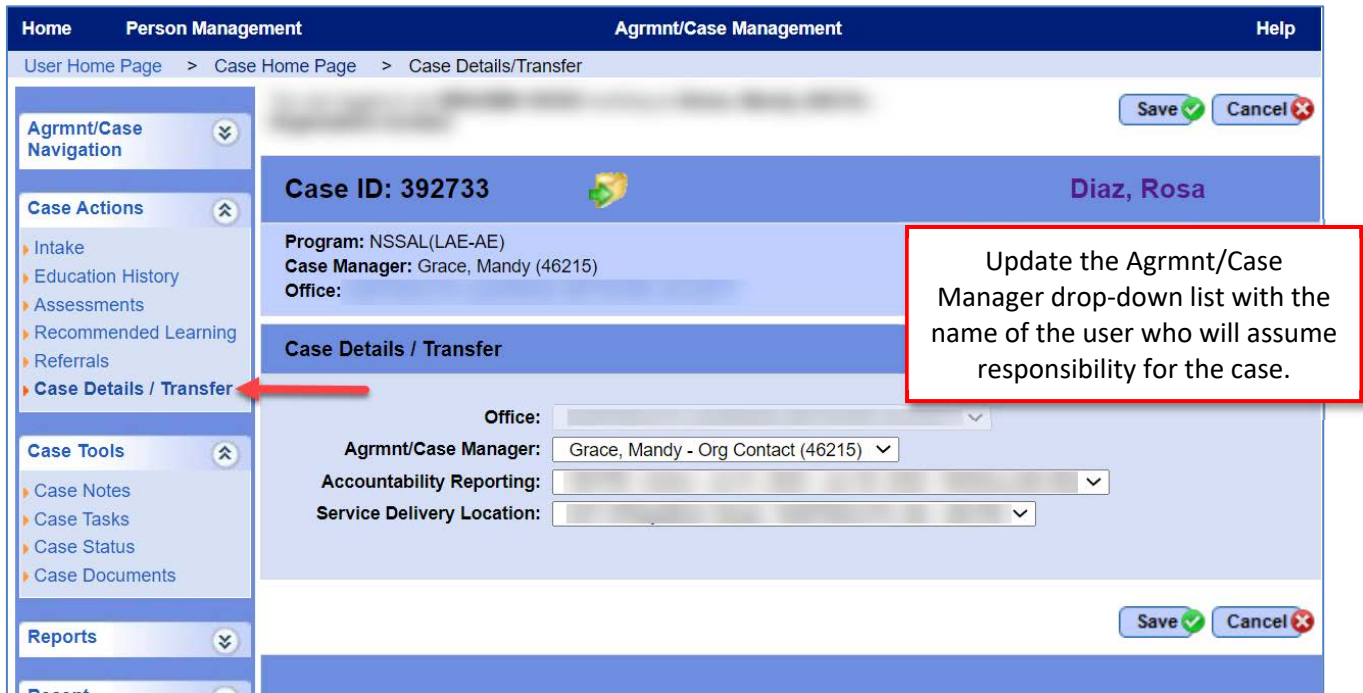 Home Person Management Agrmnt/Case Management Help
User Home Page > Case Home Page > Case Details/Transfer
Save Cancel
Agrmnt/Case
Navigation
Case ID: 392733 Diaz, Rosa
Case Actions
Intake
Education History
Assessments
Recommended Learning
Referrals
Case Details / Transfer
Program: NSSAL(LAE-AE)
Case Manager: Grace, Mandy (46215)
Office:
Update the Agrmnt/Case
Manager drop-down list with the
name of the user who will assume
responsibility for the case.
Case Details / Transfer
Office:
Agrmnt/Case Manager: Grace, Mandy - Org Contact (46215)
Accountability Reporting:
Service Delivery Location:
Case Tools
Case Notes
Case Tasks
Case Status
Case Documents
Save Cancel
Reports